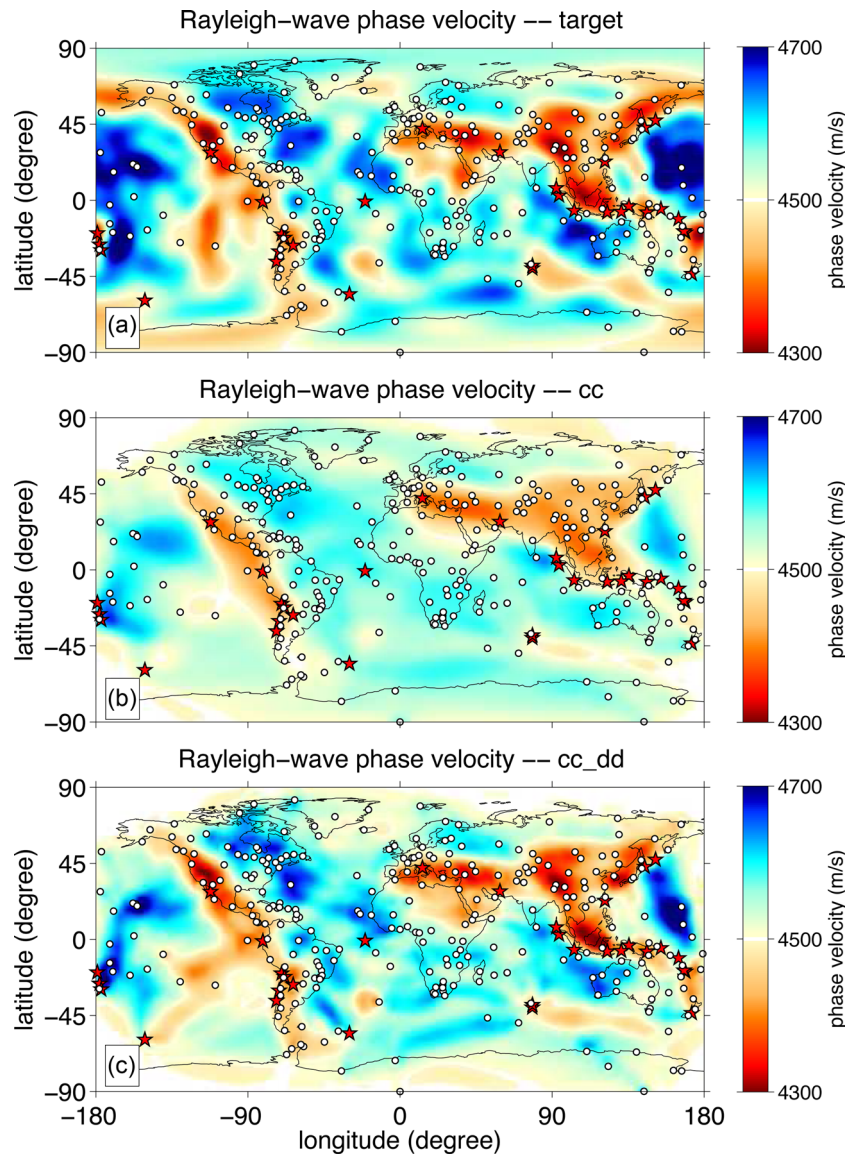 Rayleigh−wave phase velocity −− target
90
45
0
−45
−90
latitude (degree)
(a)
4700
4500
4300
phase velocity (m/s)
Rayleigh−wave phase velocity −− cc
90
45
0
−45
−90
latitude (degree)
(b)
4700
4500
4300
phase velocity (m/s)
Rayleigh−wave phase velocity −− cc_dd
90
45
0
−45
−90
latitude (degree)
(c)
4700
4500
4300
phase velocity (m/s)
−180 −90 0 90 180
longitude (degree)